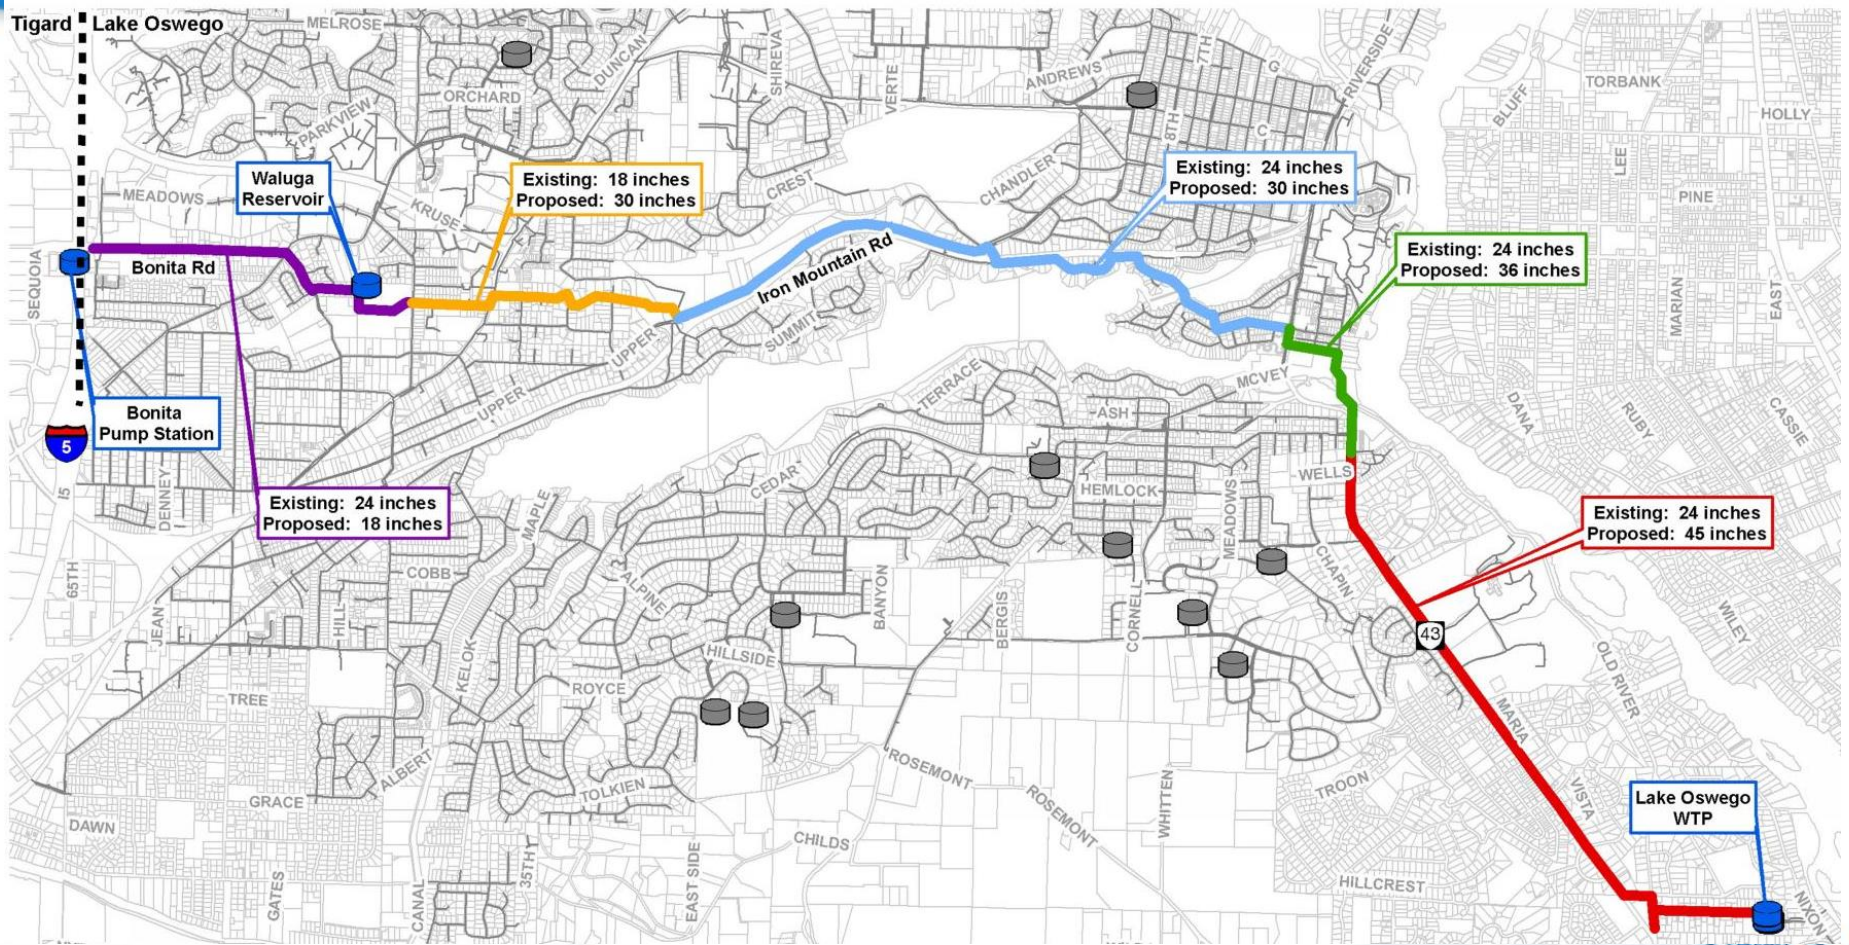 Tigard
Lake Oswego
MELROSE
DUNCAN
SHIREVA
VERTE
ANDREWS
7TH
G
RIVERSIDE
TORBANK
BLUFF
HOLLY
ORCHARD
PARKVIEW
8TH
C
LEE
CHANDLER
CREST
Waluga
Reservoir
Existing: 18 inches
Proposed: 30 inches
Existing: 24 inches
Proposed: 30 inches
MEADOWS
KRUSE
PINE
SEQUOIA
Bonita Rd
Iron Mountain Rd
Existing: 24 inches
Proposed: 36 inches
MARIAN
EAST
SUMMIT
UPPER
UPPER
TERRACE
MCVEY
ASH
DANA
RUBY
CASSIE
Bonita
Pump Station
5
I5
DENNEY
Existing: 24 inches
Proposed: 18 inches
MAPLE
CEDAR
HEMLOCK
MEADOWS
WELLS
Existing: 24 inches
Proposed: 45 inches
65TH
JEAN
HILL
COBB
ALPINE
BANYON
BERGIS
CORNELL
CHAPIN
43
WILEY
OLD RIVER
KELOK
HILLSIDE
TREE
ROYCE
MARIA
ALBERT
ROSEMONT
ROSEMONT
WHITTEN
TROON
VISTA
Lake Oswego
WTP
GRACE
TOLKIEN
DAWN
CHILDS
GATES
CANAL
35TH
EAST SIDE
HILLCREST
NIXON